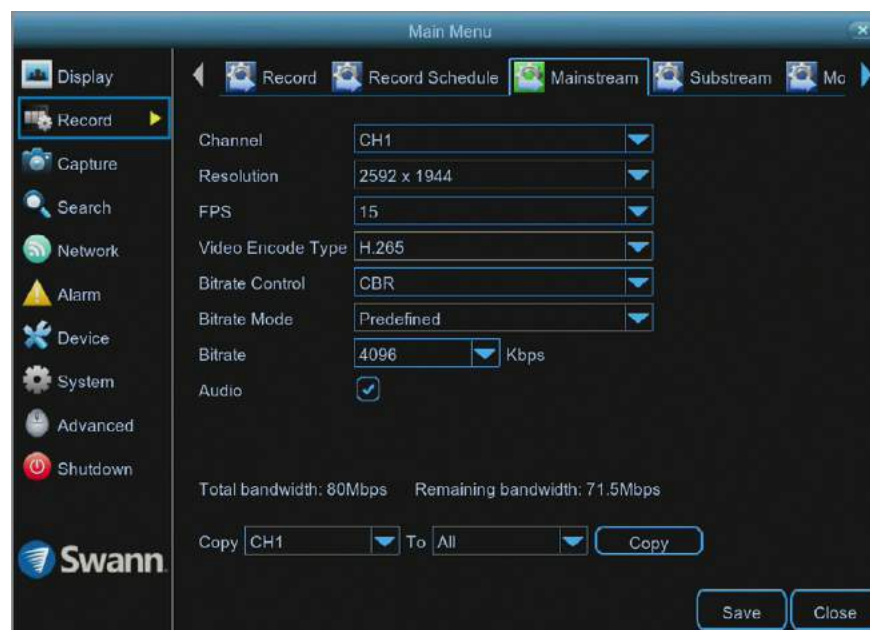 Main Menu
Display
Record
Capture
Search
Network
Alarm
Device
System
Advanced
Shutdown
Swann
Record Record Schedule Mainstream Substream Mo
Channel CH1
Resolution 2592 x 1944
FPS 15
Video Encode Type H.265
Bitrate Control CBR
Bitrate Mode Predefined
Bitrate 4096 Kbps
Audio
Total bandwidth: 80Mbps Remaining bandwidth: 71.5Mbps
Copy CH1 To All Copy
Save Close